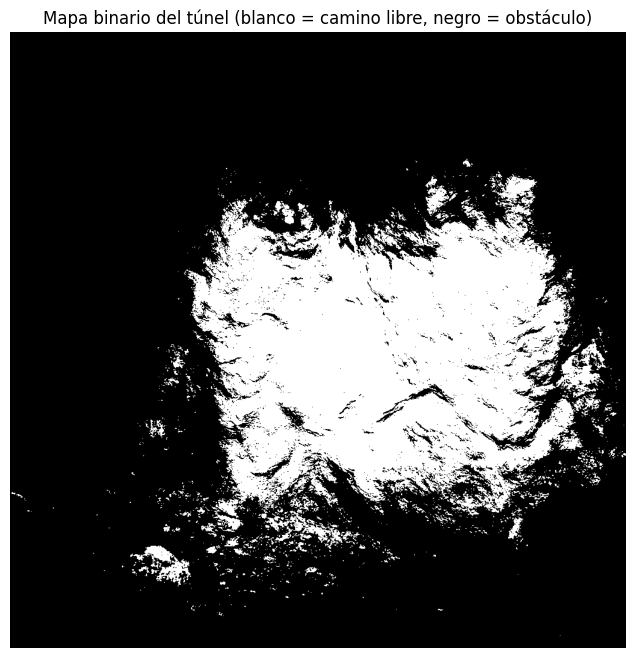 Mapa binario del túnel (blanco = camino libre, negro = obstáculo)